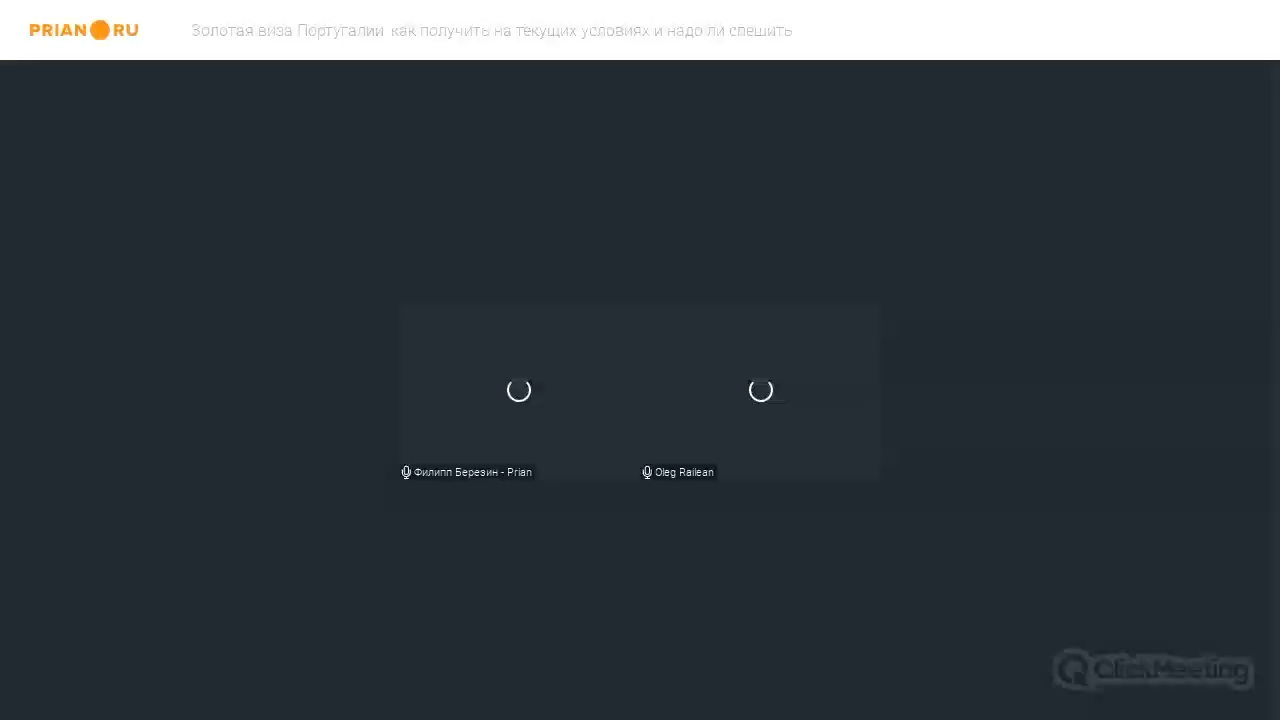 PRIAN RU
Золотая виза Португалии: как получить на текущих условиях и надо ли спешить
Филипп Березин - Prian
Oleg Railean
ClickMeeting